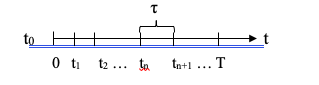 τ
t₀ t
0 t₁ t₂ … tₙ tₙ₊₁ … T